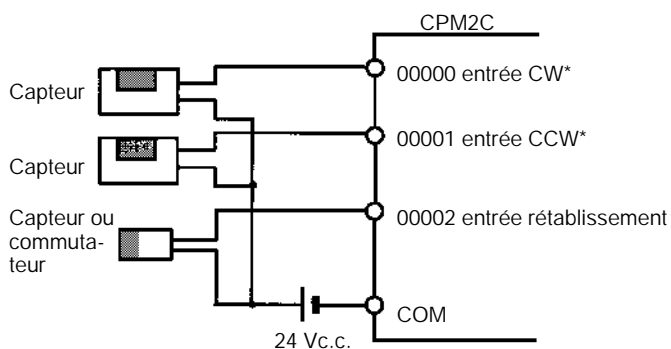 CPM2C
Capteur
00000 entrée CW*
Capteur
00001 entrée CCW*
Capteur ou
commuta-
teur
00002 entrée rétablissement
COM
24 Vc.c.